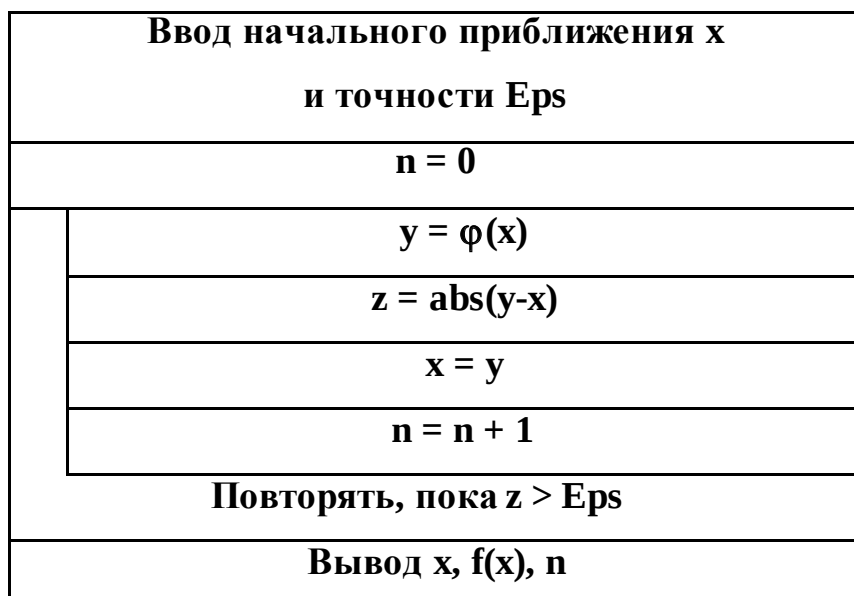 Ввод начального приближения x
и точности Eps
n = 0
y = φ(x)
z = abs(y-x)
x = y
n = n + 1
Повторять, пока z > Eps
Вывод x, f(x), n